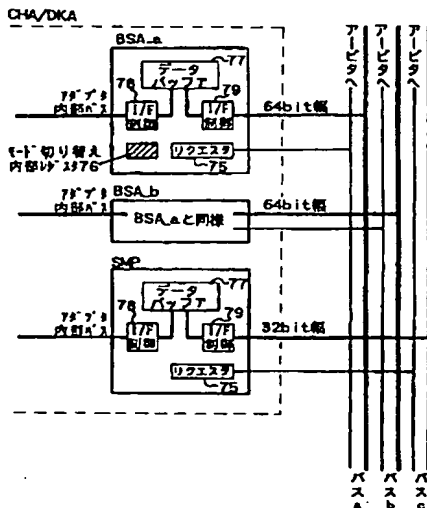 CHA/DKA
アービタへ
アービタへ
アービタへ
BSA_a
77
データ
バッファ
78
79
アダプタ
内部バス
I/F
制御
I/F
制御
64bit幅
モード切り替え
内部レジスタ76
リクエスタ
75
アダプタ
内部バス
BSA_b
BSA_aと同様
64bit幅
SMP
77
データ
バッファ
78
79
アダプタ
内部バス
I/F
制御
I/F
制御
32bit幅
リクエスタ
75
バスa
バスb
バスc